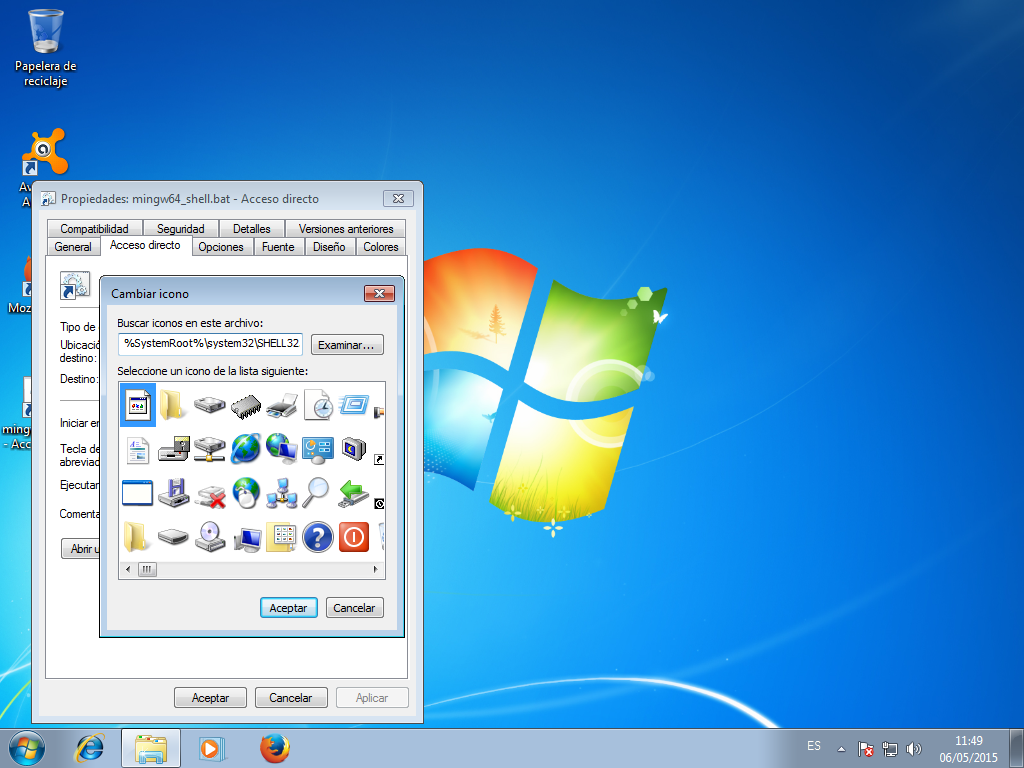 Papelera de
reciclaje
Av
A
Propiedades: mingw64_shell.bat - Acceso directo
Compatibilidad Seguridad Detalles Versiones anteriores
General Acceso directo Opciones Fuente Diseño Colores
Moz
ming
- Acc
Tipo de
Ubicació
destino:
Destino:
Iniciar en
Tecla de
abreviac
Ejecutar
Comenta
Abrir u
Cambiar icono
Buscar iconos en este archivo:
%SystemRoot%\system32\SHELL32
Examinar...
Seleccione un icono de la lista siguiente:
Aceptar Cancelar
Aceptar Cancelar Aplicar
ES
11:49
06/05/2015